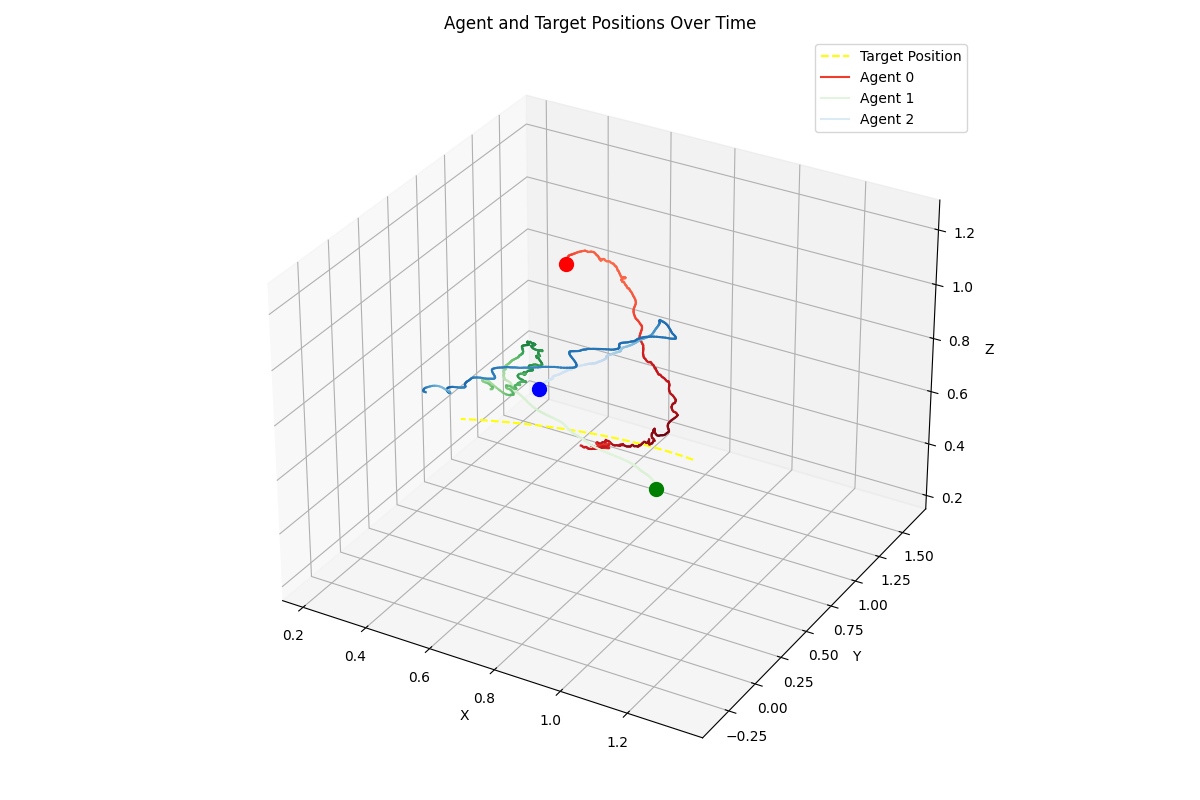 Agent and Target Positions Over Time
Target Position
Agent 0
Agent 1
Agent 2
1.2
1.0
0.8
Z
0.6
0.4
0.2
1.50
1.25
1.00
0.75
0.50
Y
0.25
0.00
−0.25
0.2
0.4
0.6
0.8
X
1.0
1.2